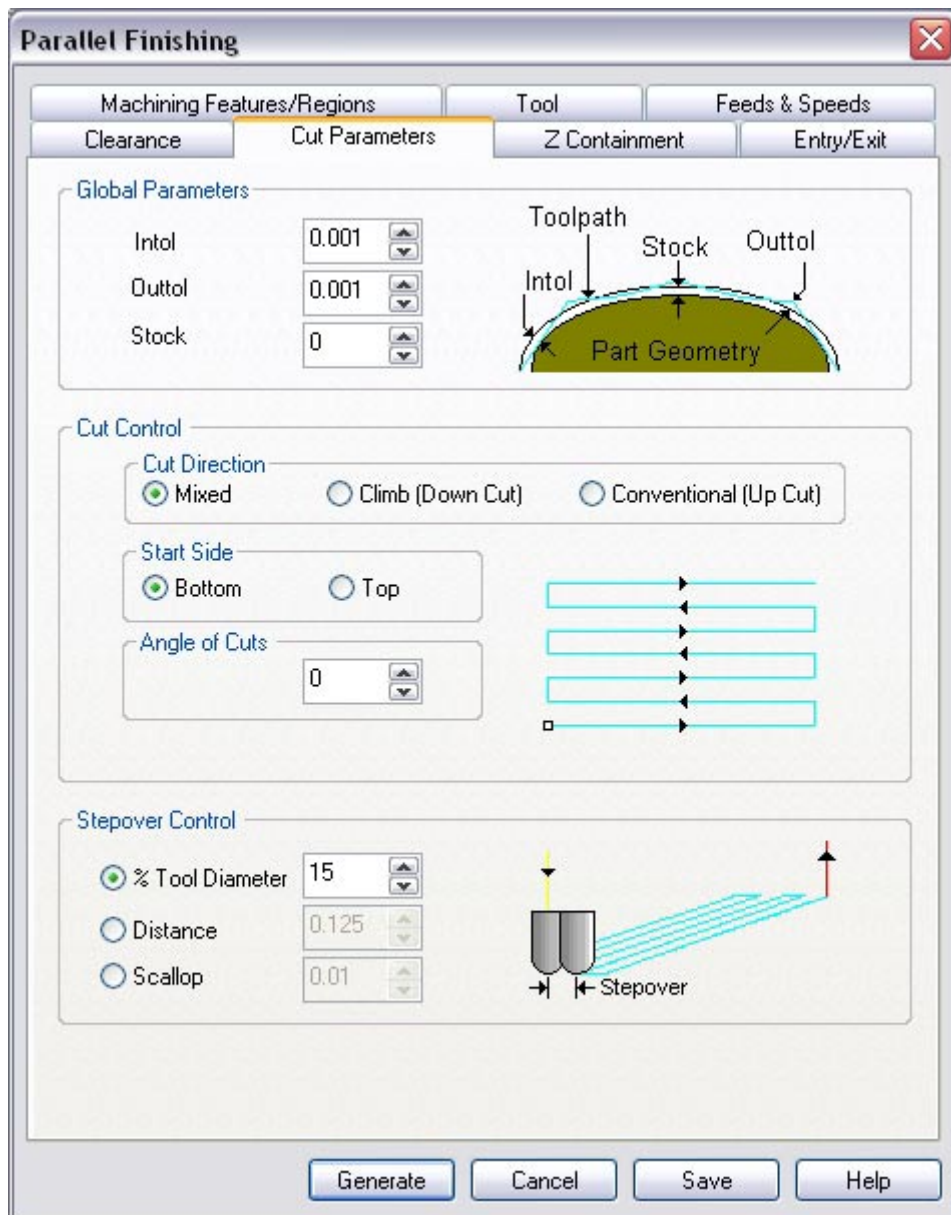 Parallel Finishing
Machining Features/Regions Tool Feeds & Speeds
Clearance Cut Parameters Z Containment Entry/Exit
Global Parameters
Intol 0.001
Outtol 0.001
Stock 0
Toolpath
Stock Outtol
Intol
Part Geometry
Cut Control
Cut Direction
Mixed Climb (Down Cut) Conventional (Up Cut)
Start Side
Bottom Top
Angle of Cuts
0
Stepover Control
% Tool Diameter 15
Distance 0.125
Scallop 0.01
Stepover
Generate Cancel Save Help